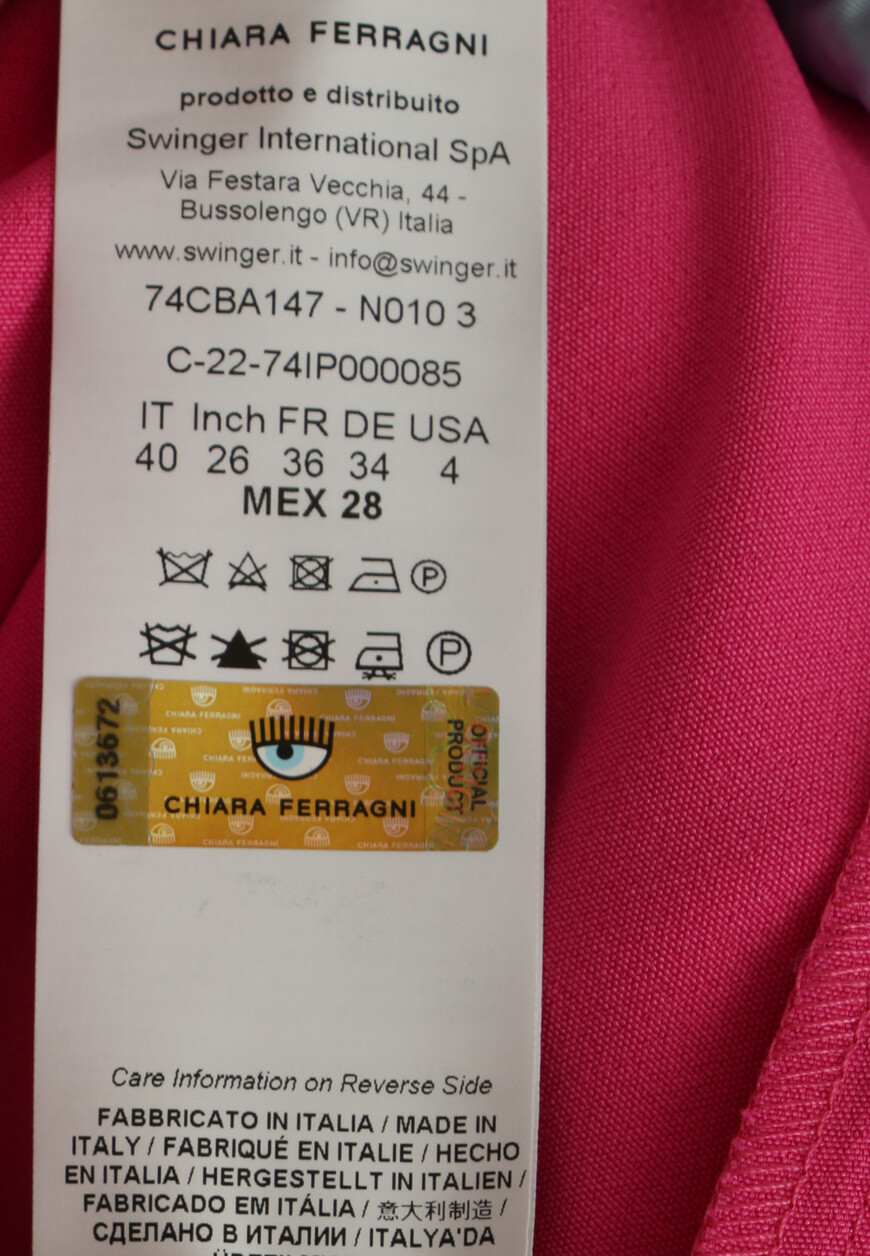 CHIARA FERRAGNI
prodotto e distribuito
Swinger International SpA
Via Festara Vecchia, 44 -
Bussolengo (VR) Italia
www.swinger.it - info@swinger.it
74CBA147 - N010 3
C-22-74IP000085
IT Inch FR DE USA
40 26 36 34 4
MEX 28
P
P
0613672
CHIARA FERRAGNI
OFFICIAL
PRODUCT
Care Information on Reverse Side
FABBRICATO IN ITALIA / MADE IN
ITALY / FABRIQUÉ EN ITALIE / HECHO
EN ITALIA / HERGESTELLT IN ITALIEN /
FABRICADO EM ITÁLIA / 意大利制造 /
СДЕЛАНО В ИТАЛИИ / ITALYA'DA